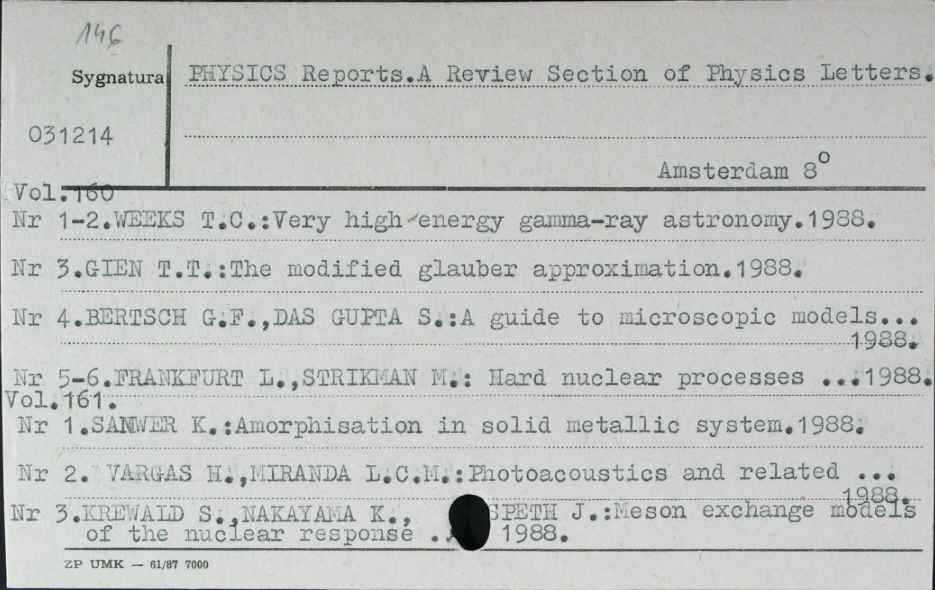 146
Sygnatura
PHYSICS Reports.A Review Section of Physics Letters.
031214
Amsterdam 8°
Vol.160
Nr 1-2.WEEKS T.C.:Very high-energy gamma-ray astronomy.1988.
Nr 3.GIEN T.T.:The modified glauber approximation.1988.
Nr 4.BERTSCH G.F.,DAS GUPTA S.:A guide to microscopic models...
1988.
Nr 5-6.FRANKFURT L.,STRIKMAN M.: Hard nuclear processes ...1988.
Vol.161.
Nr 1.SANWER K.:Amorphisation in solid metallic system.1988.
Nr 2. VARGAS H.,MIRANDA L.C.M.:Photoacoustics and related ...
1988.
Nr 3.KREWALD S.,NAKAYAMA K., SPETH J.:Meson exchange models
of the nuclear response .. 1988.
ZP UMK — 61/87 7000